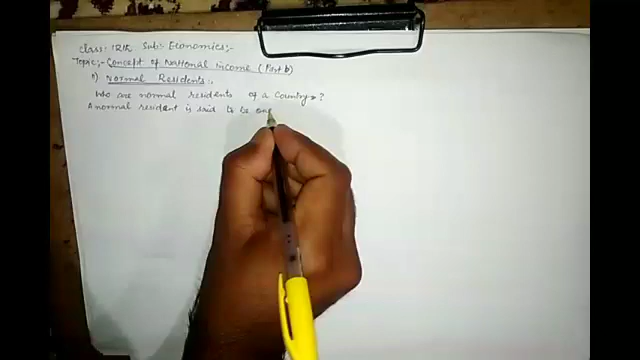 Class: 12th Sub:- Economics:-
Topic:- Concept of National Income (Part b)
Normal Residents:-
Who are normal residents of a Country?
A normal resident is said to be one